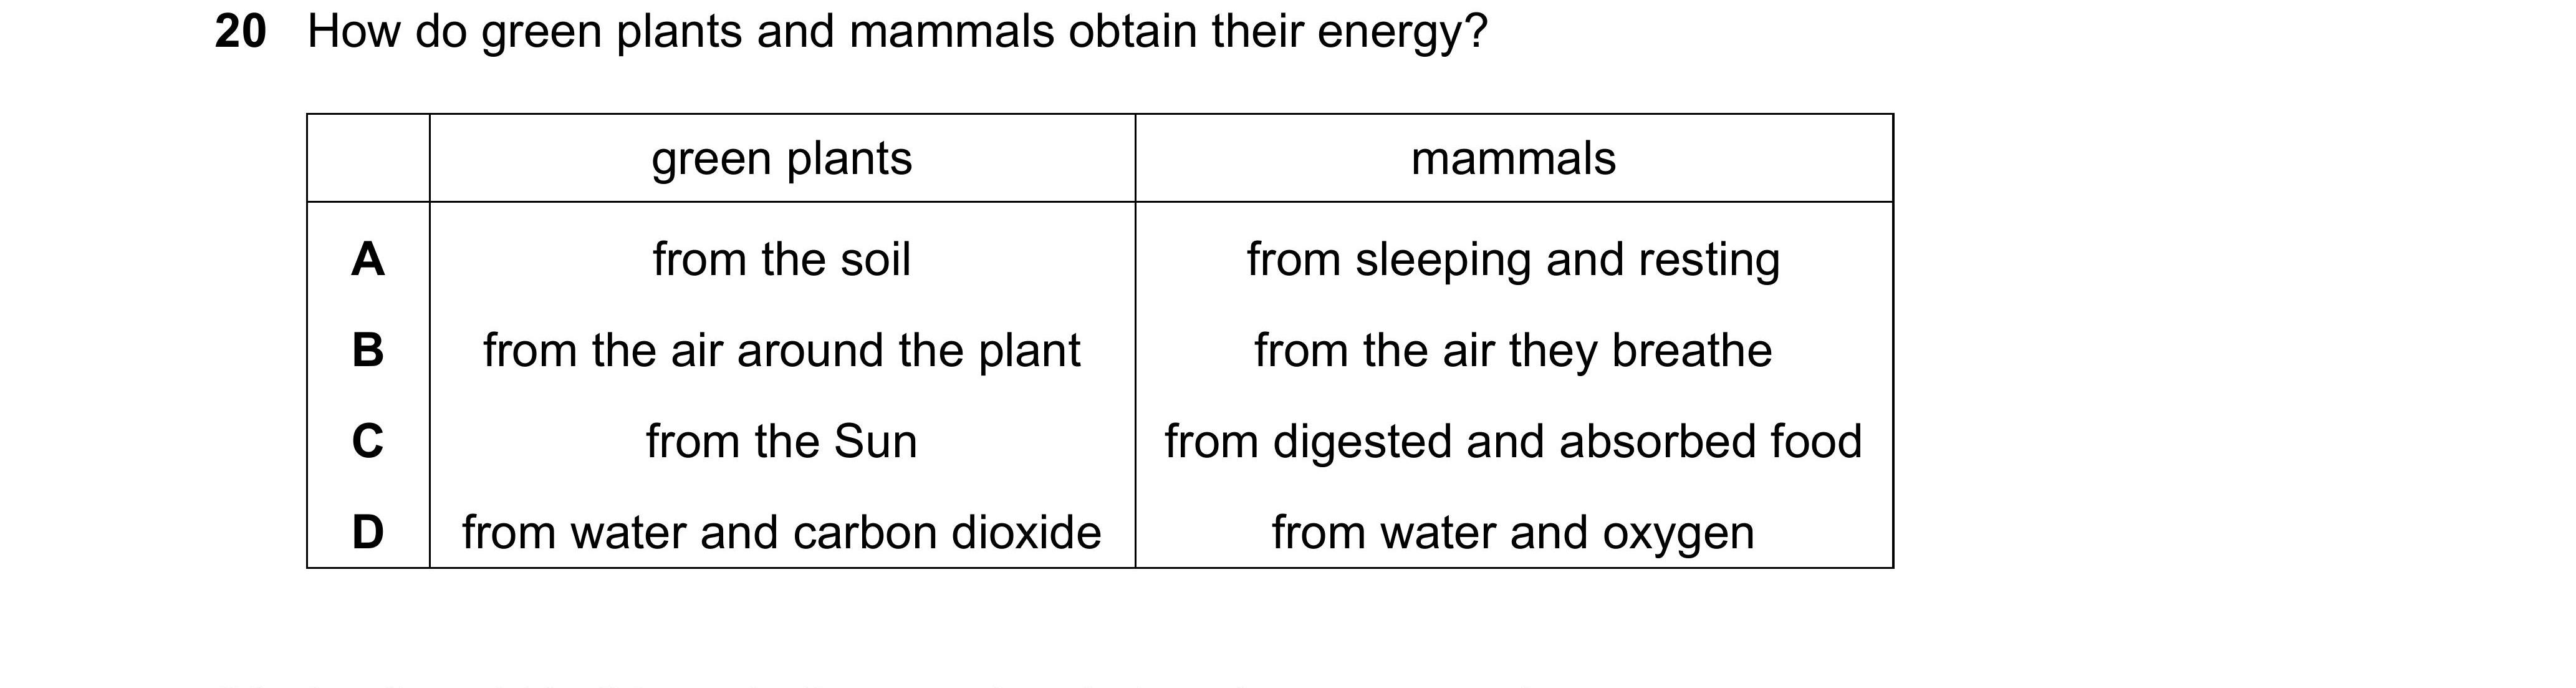 20 How do green plants and mammals obtain their energy?
green plants mammals
A from the soil from sleeping and resting
B from the air around the plant from the air they breathe
C from the Sun from digested and absorbed food
D from water and carbon dioxide from water and oxygen